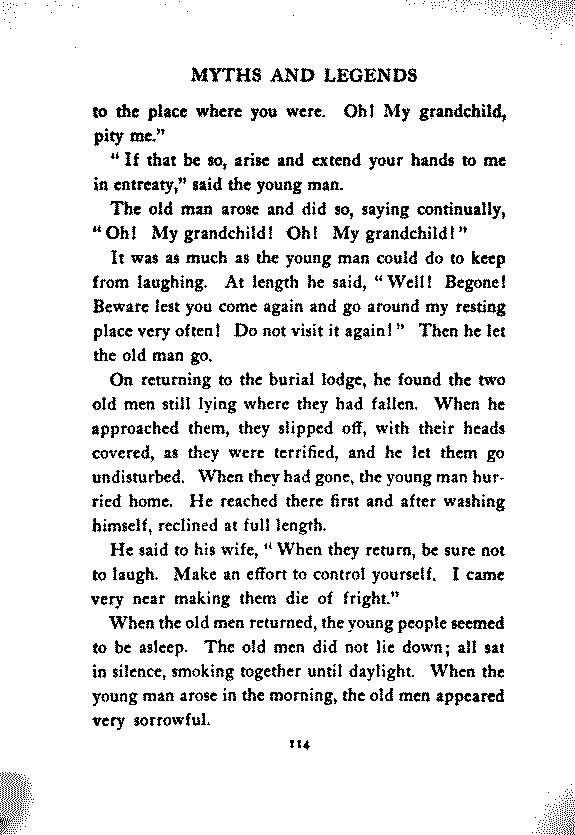 MYTHS AND LEGENDS
to the place where you were. Oh! My grandchild,
pity me."
"If that be so, arise and extend your hands to me
in entreaty," said the young man.
The old man arose and did so, saying continually,
"Oh! My grandchild! Oh! My grandchild!"
It was as much as the young man could do to keep
from laughing. At length he said, "Well! Begone!
Beware lest you come again and go around my resting
place very often! Do not visit it again!" Then he let
the old man go.
On returning to the burial lodge, he found the two
old men still lying where they had fallen. When he
approached them, they slipped off, with their heads
covered, as they were terrified, and he let them go
undisturbed. When they had gone, the young man hur-
ried home. He reached there first and after washing
himself, reclined at full length.
He said to his wife, "When they return, be sure not
to laugh. Make an effort to control yourself. I came
very near making them die of fright."
When the old men returned, the young people seemed
to be asleep. The old men did not lie down; all sat
in silence, smoking together until daylight. When the
young man arose in the morning, the old men appeared
very sorrowful.
114